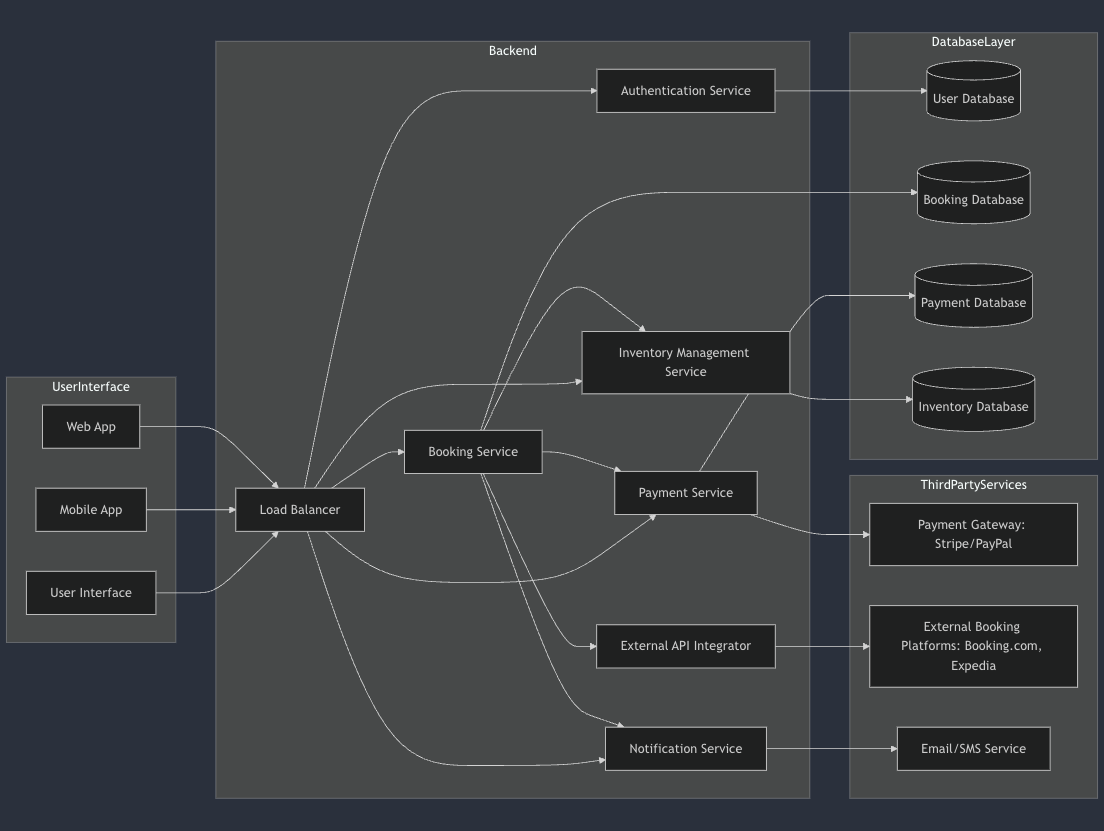 UserInterface
Web App
Mobile App
User Interface
Backend
Load Balancer
Booking Service
Authentication Service
Inventory Management
Service
Payment Service
External API Integrator
Notification Service
DatabaseLayer
User Database
Booking Database
Payment Database
Inventory Database
ThirdPartyServices
Payment Gateway:
Stripe/PayPal
External Booking
Platforms: Booking.com,
Expedia
Email/SMS Service